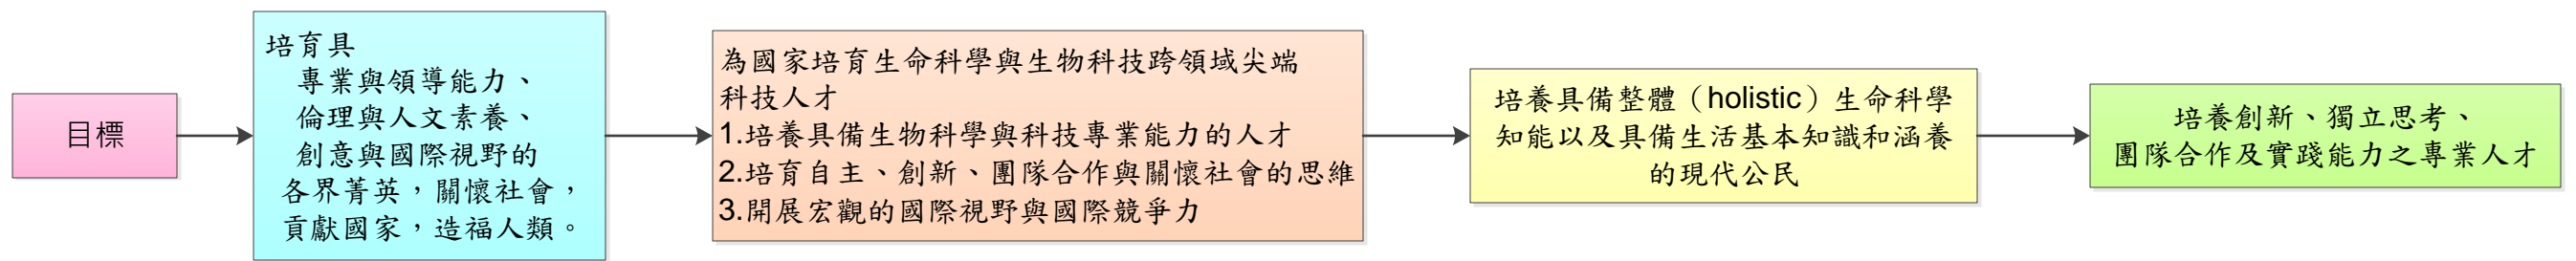 目標
培育具
專業與領導能力、
倫理與人文素養、
創意與國際視野的
各界菁英，關懷社會，
貢獻國家，造福人類。
為國家培育生命科學與生物科技跨領域尖端
科技人才
1.培養具備生物科學與科技專業能力的人才
2.培育自主、創新、團隊合作與關懷社會的思維
3.開展宏觀的國際視野與國際競爭力
培養具備整體（holistic）生命科學
知能以及具備生活基本知識和涵養
的現代公民
培養創新、獨立思考、
團隊合作及實踐能力之專業人才